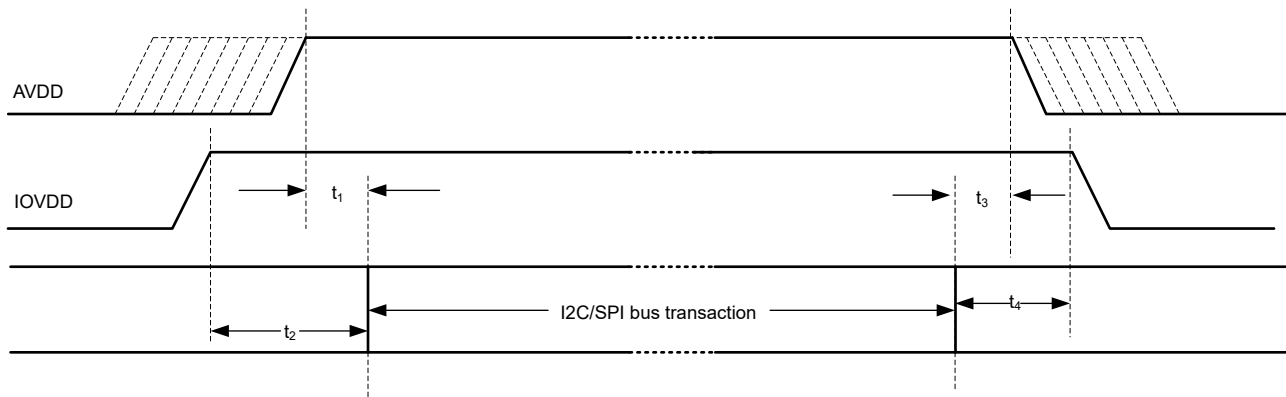 AVDD
IOVDD
t₁
t₃
t₂
I2C/SPI bus transaction
t₄